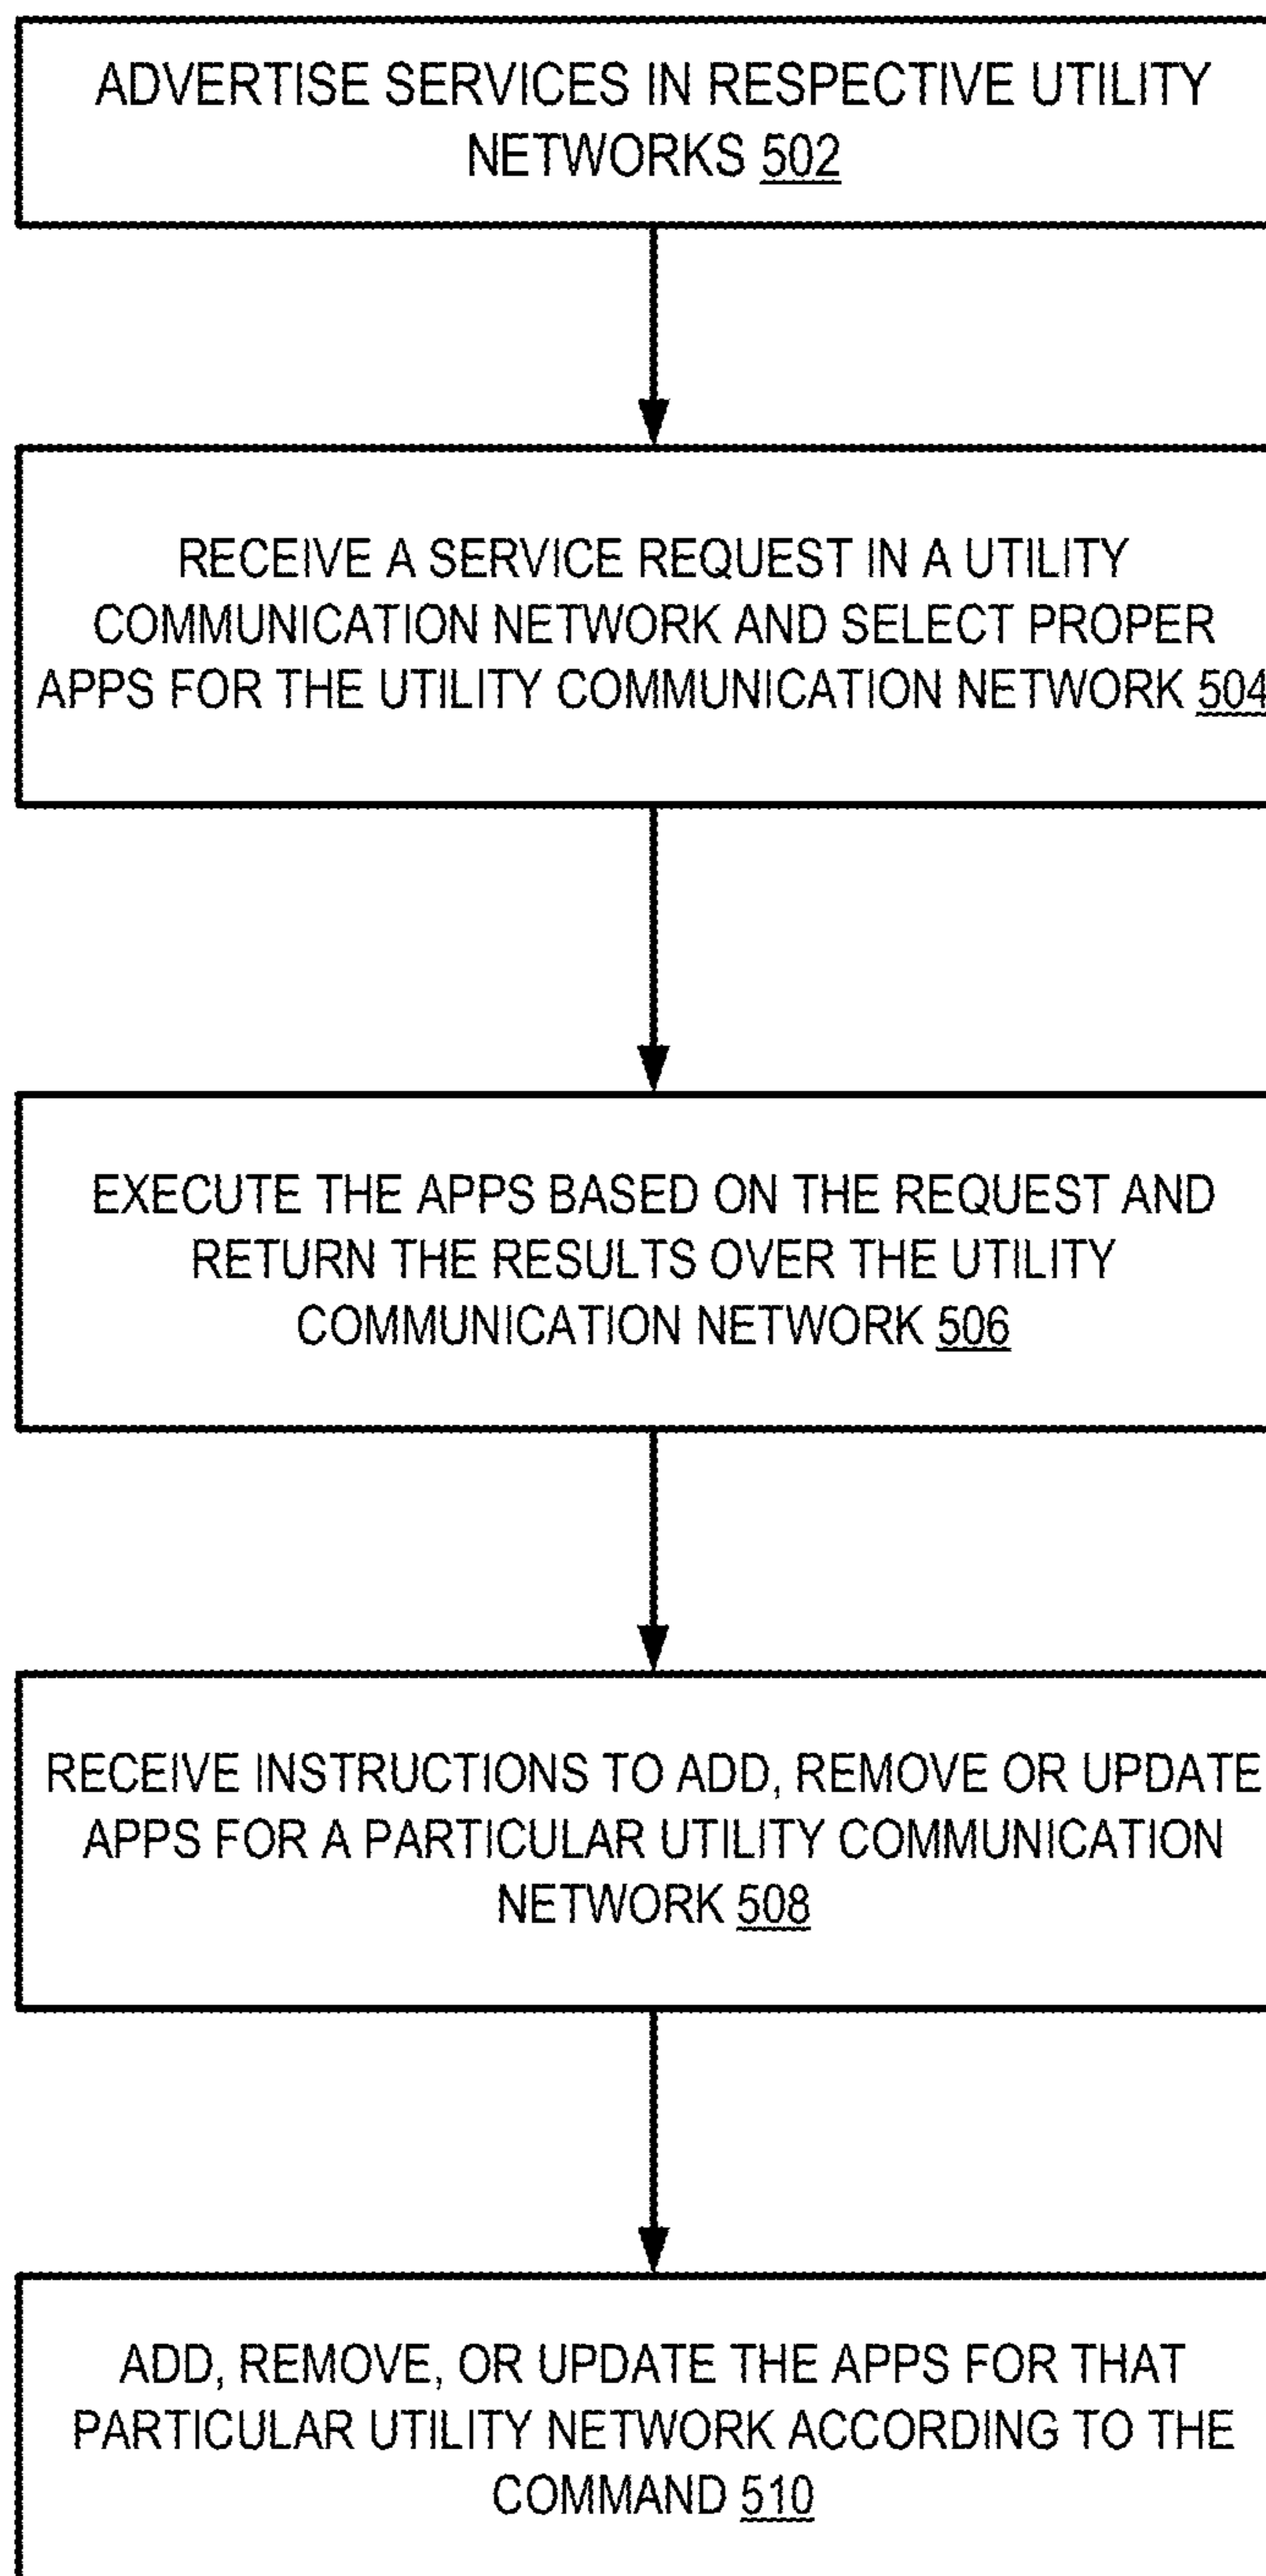 ADVERTISE SERVICES IN RESPECTIVE UTILITY
NETWORKS 502
RECEIVE A SERVICE REQUEST IN A UTILITY
COMMUNICATION NETWORK AND SELECT PROPER
APPS FOR THE UTILITY COMMUNICATION NETWORK 504
EXECUTE THE APPS BASED ON THE REQUEST AND
RETURN THE RESULTS OVER THE UTILITY
COMMUNICATION NETWORK 506
RECEIVE INSTRUCTIONS TO ADD, REMOVE OR UPDATE
APPS FOR A PARTICULAR UTILITY COMMUNICATION
NETWORK 508
ADD, REMOVE, OR UPDATE THE APPS FOR THAT
PARTICULAR UTILITY NETWORK ACCORDING TO THE
COMMAND 510